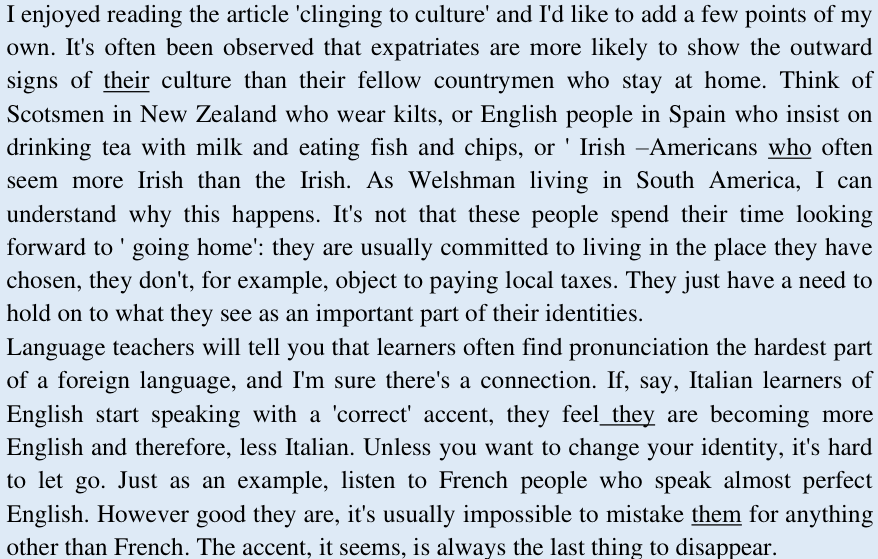 I enjoyed reading the article 'clinging to culture' and I'd like to add a few points of my
own. It's often been observed that expatriates are more likely to show the outward
signs of their culture than their fellow countrymen who stay at home. Think of
Scotsmen in New Zealand who wear kilts, or English people in Spain who insist on
drinking tea with milk and eating fish and chips, or ' Irish –Americans who often
seem more Irish than the Irish. As Welshman living in South America, I can
understand why this happens. It's not that these people spend their time looking
forward to ' going home': they are usually committed to living in the place they have
chosen, they don't, for example, object to paying local taxes. They just have a need to
hold on to what they see as an important part of their identities.
Language teachers will tell you that learners often find pronunciation the hardest part
of a foreign language, and I'm sure there's a connection. If, say, Italian learners of
English start speaking with a 'correct' accent, they feel they are becoming more
English and therefore, less Italian. Unless you want to change your identity, it's hard
to let go. Just as an example, listen to French people who speak almost perfect
English. However good they are, it's usually impossible to mistake them for anything
other than French. The accent, it seems, is always the last thing to disappear.